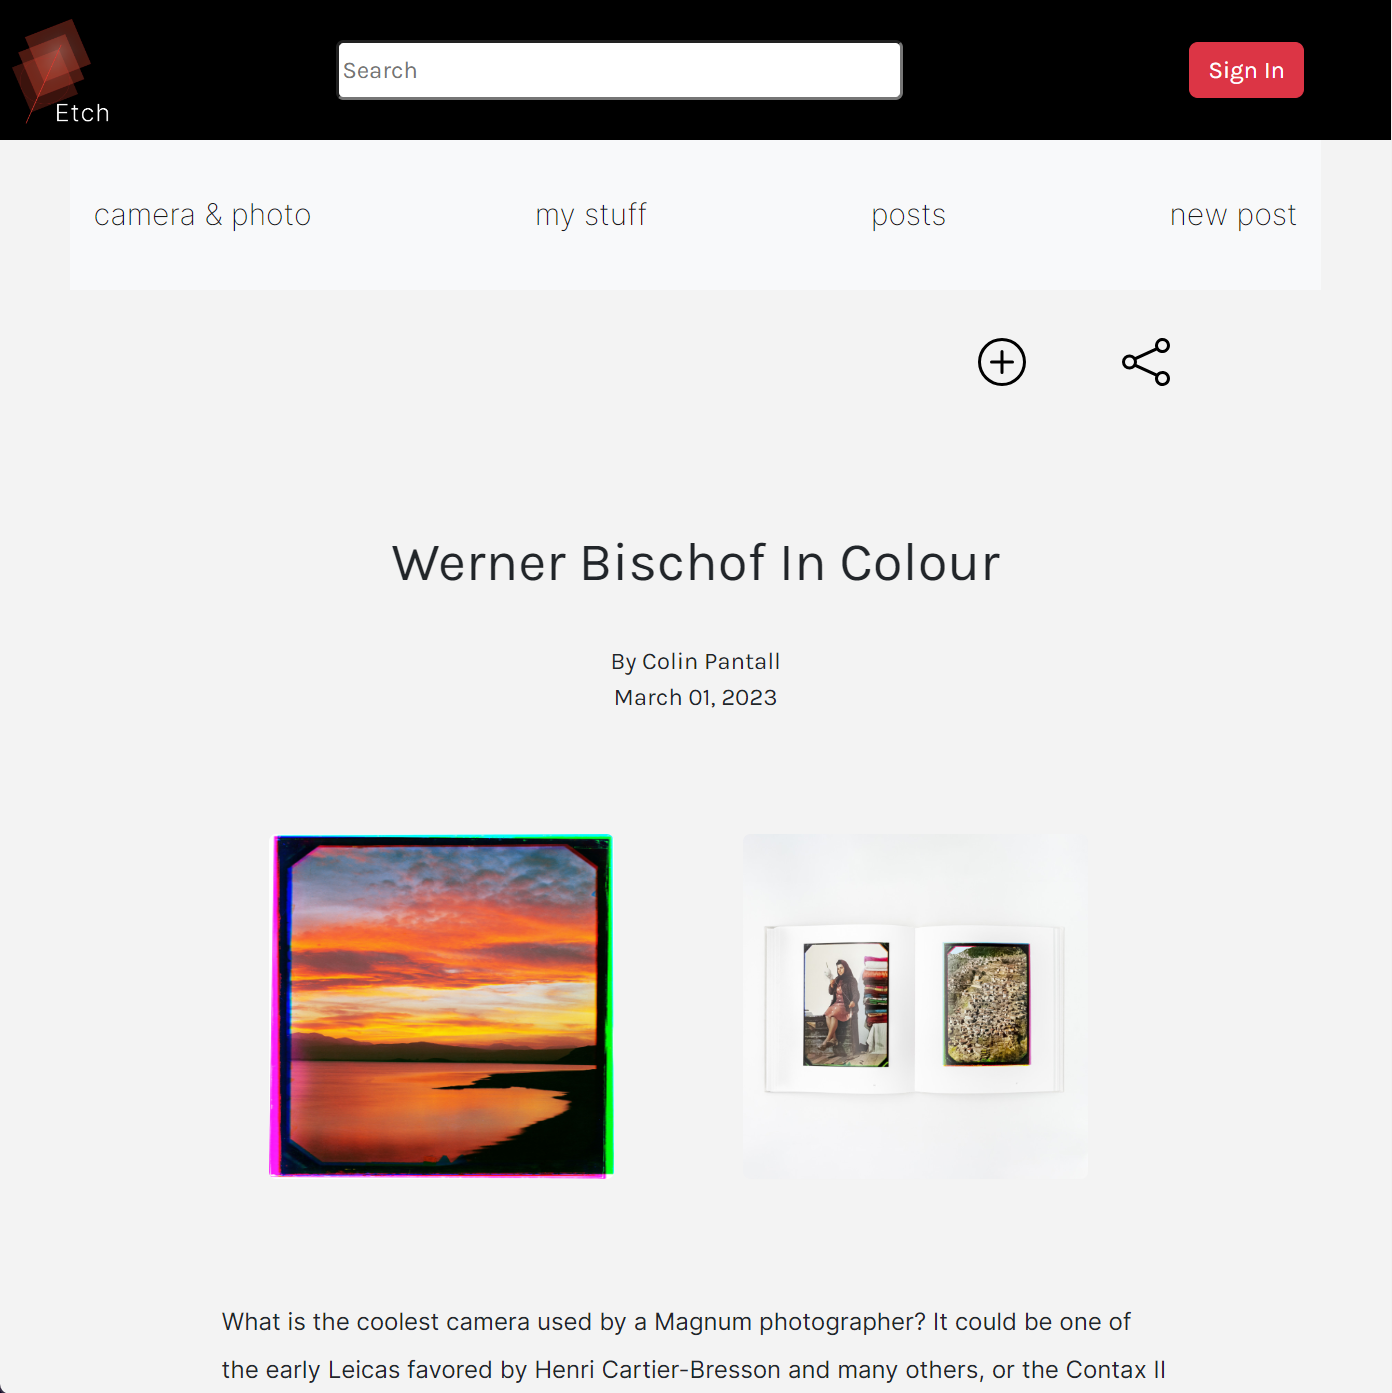 Etch
Search
Sign In
camera & photo
my stuff
posts
new post
Werner Bischof In Colour
By Colin Pantall
March 01, 2023
What is the coolest camera used by a Magnum photographer? It could be one of
the early Leicas favored by Henri Cartier-Bresson and many others, or the Contax II